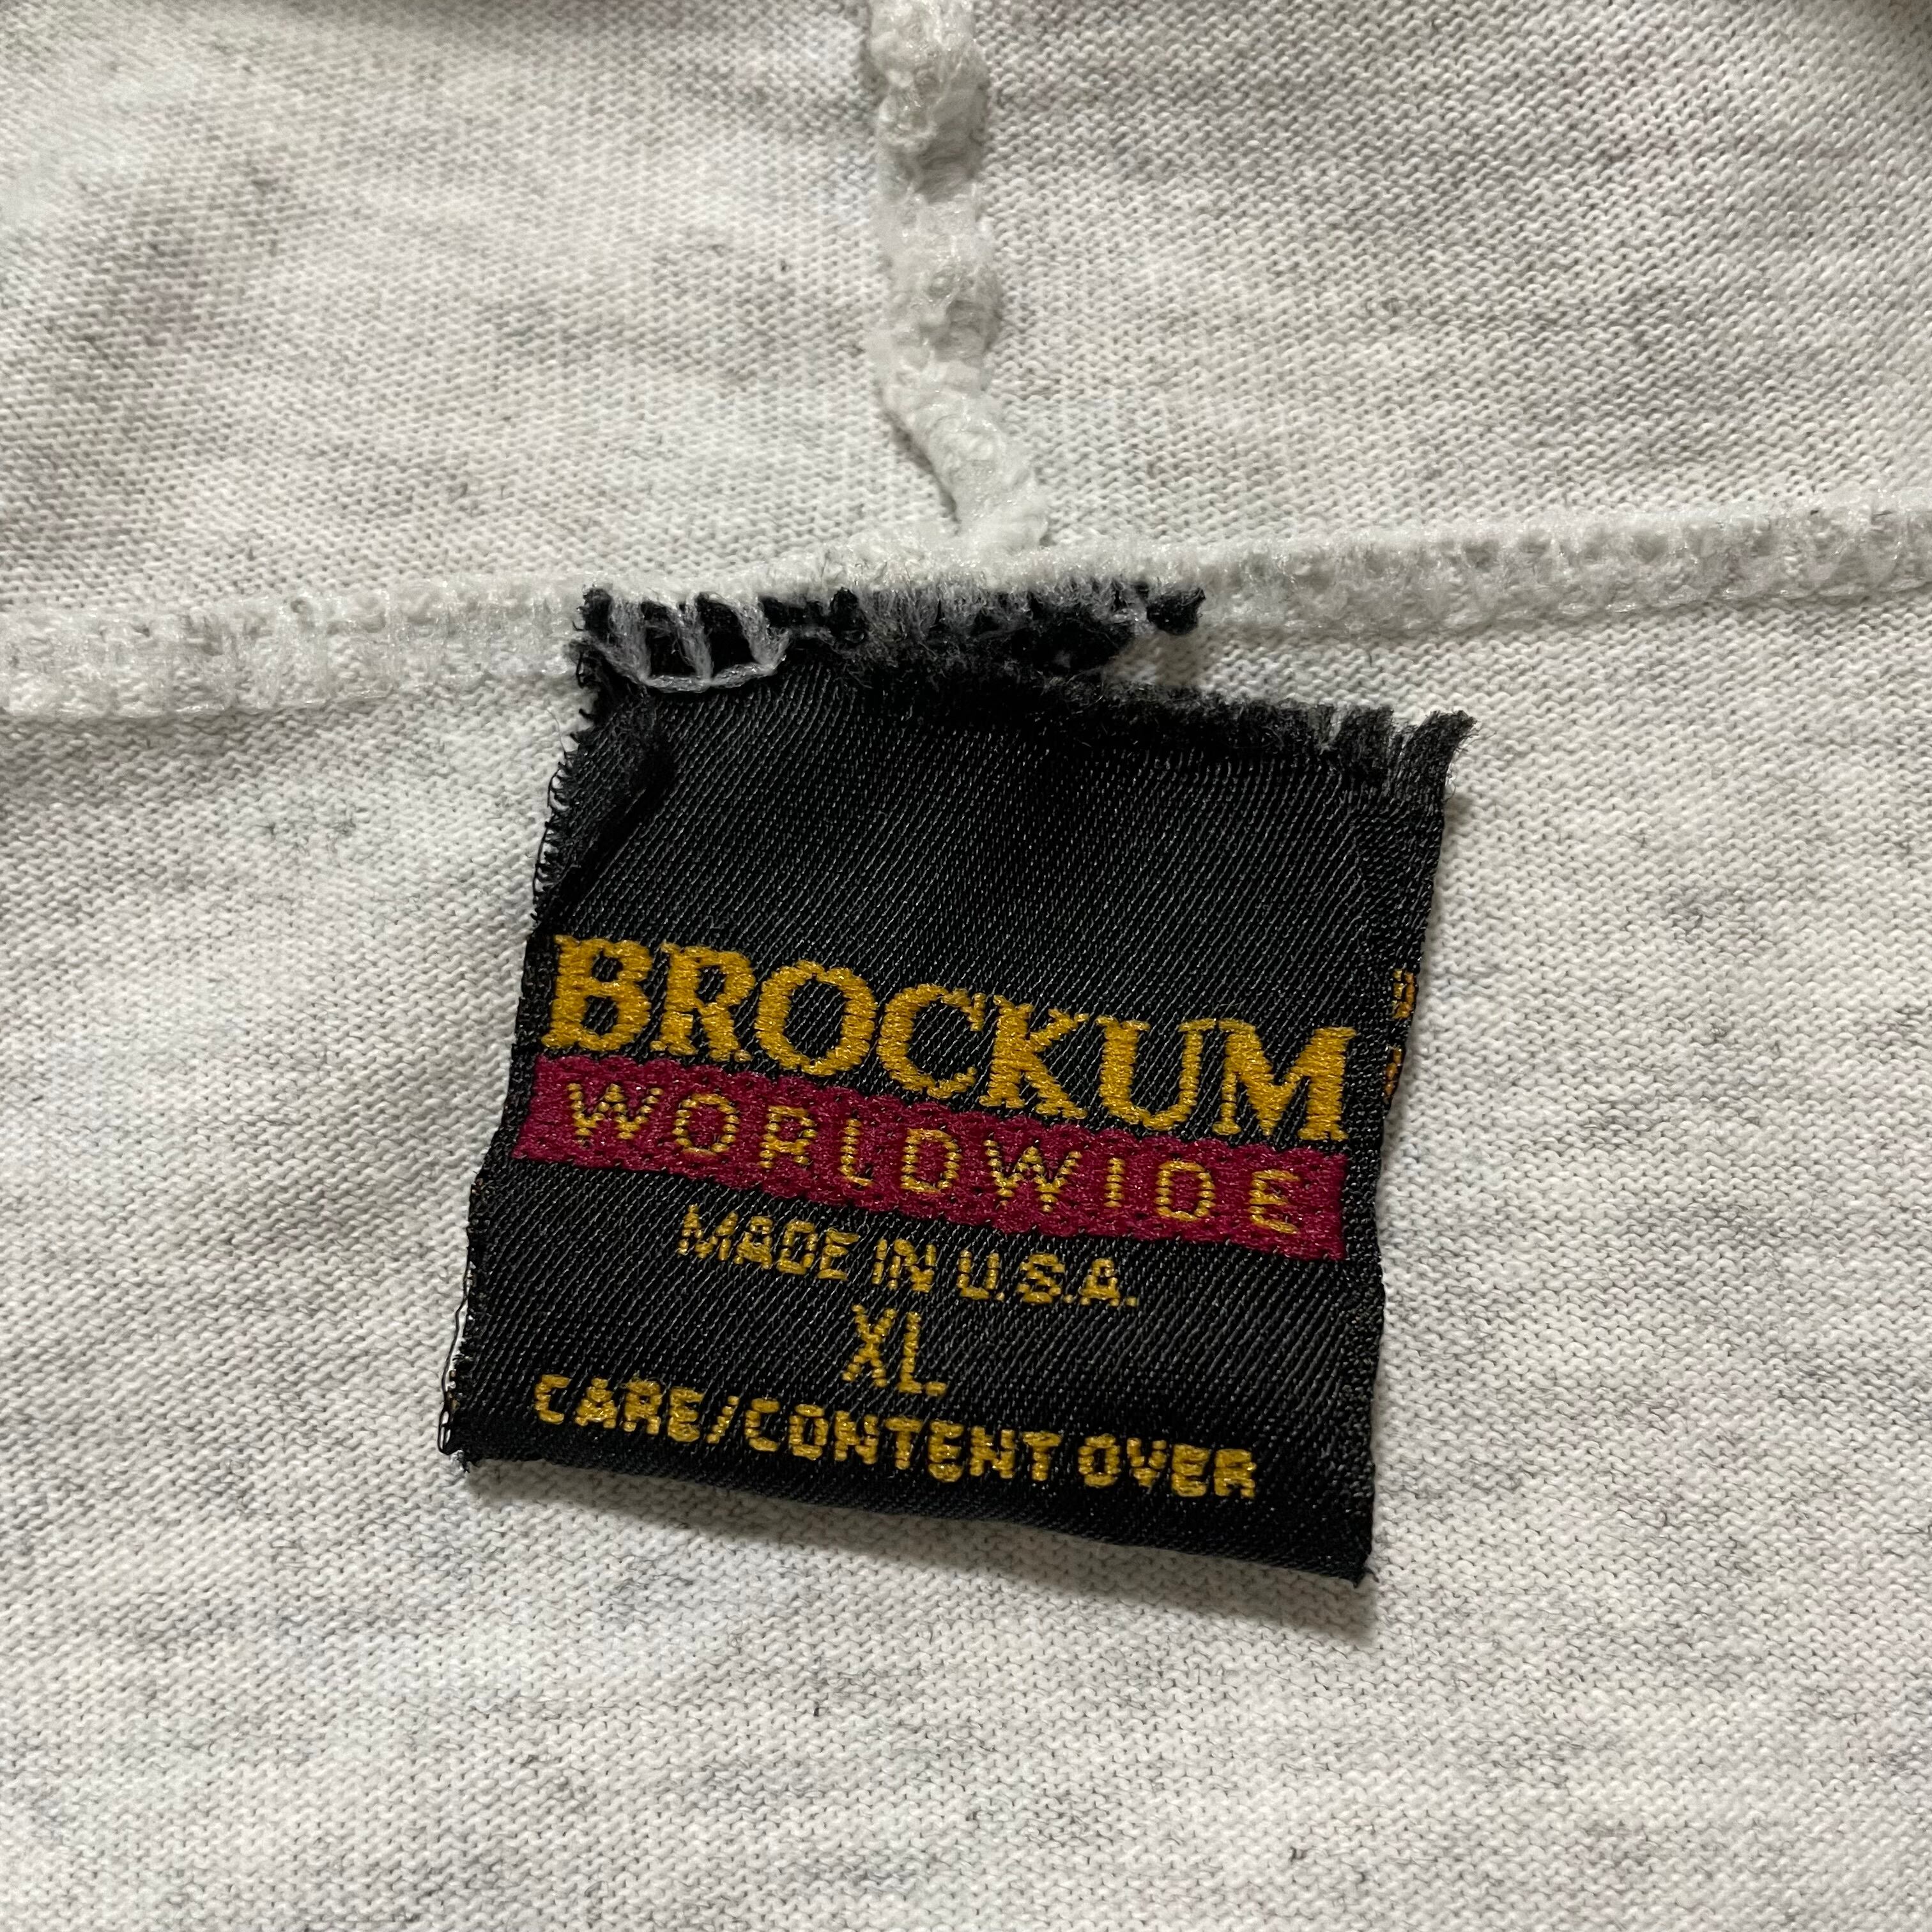 BROCKUM
WORLDWIDE
MADE IN U.S.A.
XL
CARE/CONTENT OVER